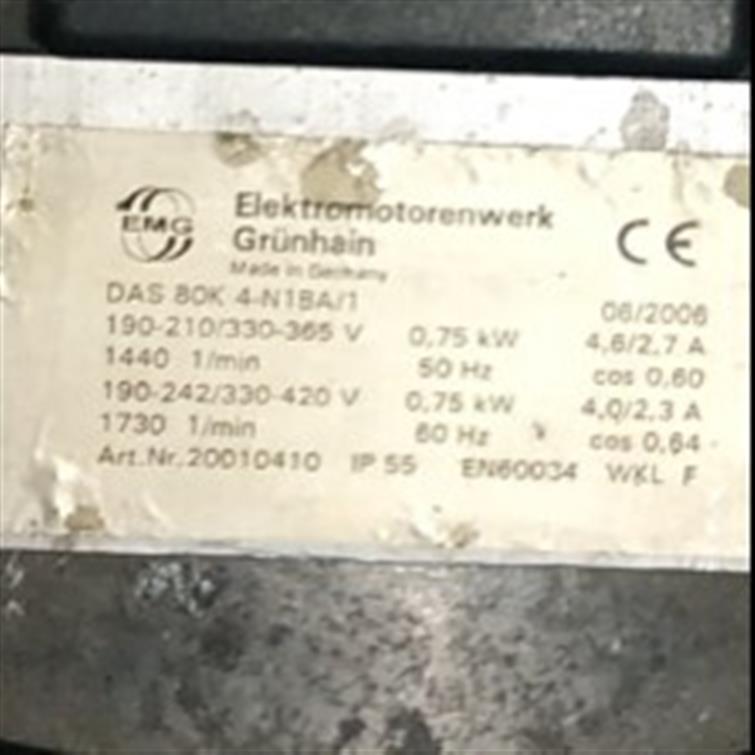 EMG
Elektromotorenwerk
Grünhain
Made in Germany
CE
DAS 80K 4-N1BA/1 06/2006
190-210/330-365 V 0,75 kW 4,6/2,7 A
1440 1/min 50 Hz cos 0,60
190-242/330-420 V 0,75 kW 4,0/2,3 A
1730 1/min 60 Hz cos 0,64
Art.Nr.20010410 IP 55 EN60034 WKL F